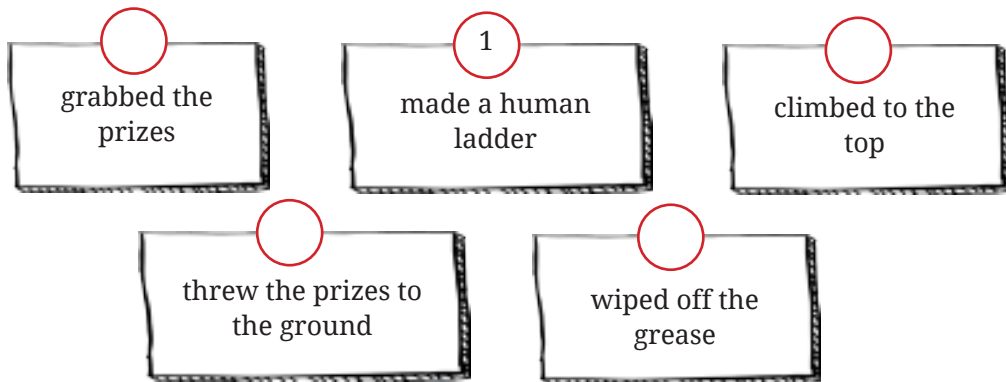 grabbed the
prizes
1
made a human
ladder
climbed to the
top
threw the prizes to
the ground
wiped off the
grease